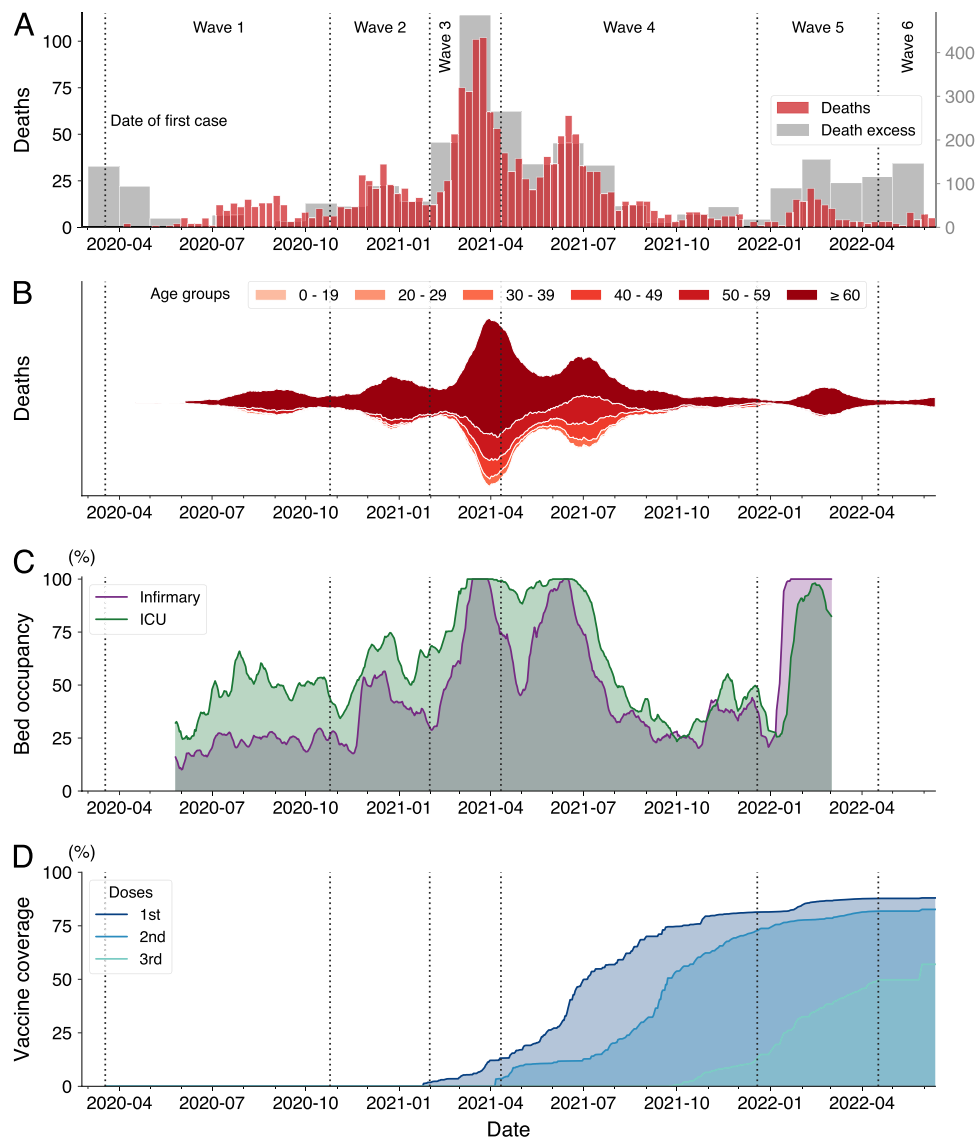 A
Wave 1
Wave 2
Wave 3
Wave 4
Wave 5
Wave 6
Deaths
100
75
50
25
0
400
300
200
100
0
Date of first case
Deaths
Death excess
2020-04 2020-07 2020-10 2021-01 2021-04 2021-07 2021-10 2022-01 2022-04
B
Age groups 0 - 19 20 - 29 30 - 39 40 - 49 50 - 59 ≥ 60
Deaths
2020-04 2020-07 2020-10 2021-01 2021-04 2021-07 2021-10 2022-01 2022-04
C
(%)
Bed occupancy
100
75
50
25
0
Infirmary
ICU
2020-04 2020-07 2020-10 2021-01 2021-04 2021-07 2021-10 2022-01 2022-04
D
(%)
Vaccine coverage
100
75
50
25
0
Doses
1st
2nd
3rd
2020-04 2020-07 2020-10 2021-01 2021-04 2021-07 2021-10 2022-01 2022-04
Date